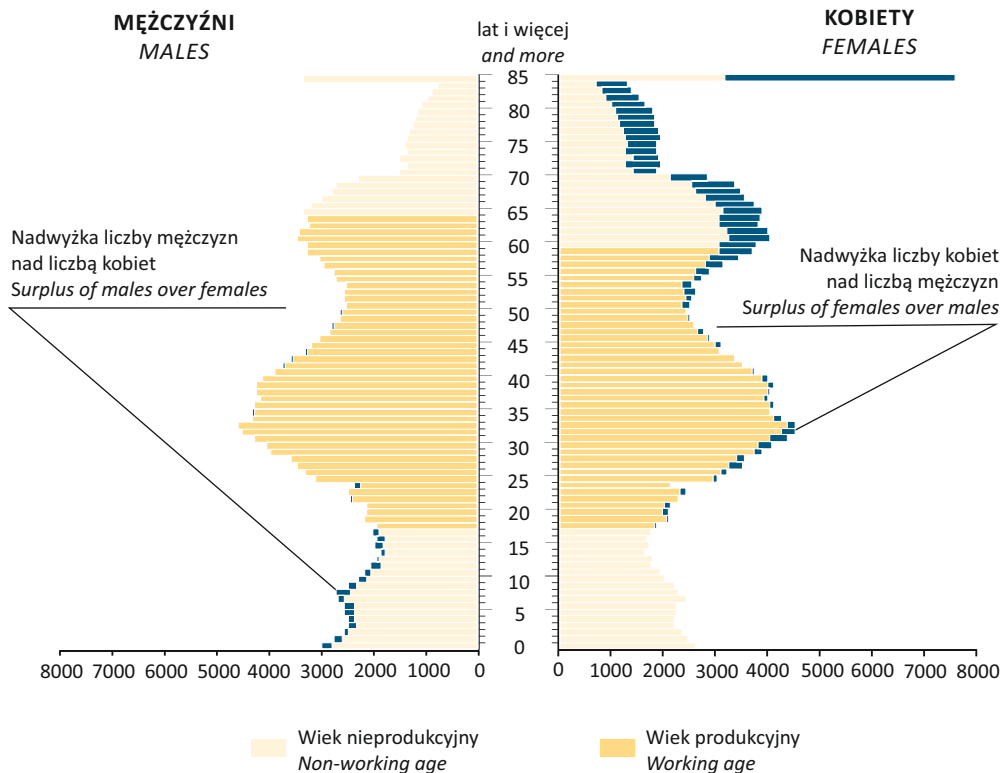 MĘŻCZYŹNI
MALES
lat i więcej
and more
KOBIETY
FEMALES
85
80
75
70
65
60
55
50
45
40
35
30
25
20
15
10
5
0
Nadwyżka liczby mężczyzn
nad liczbą kobiet
Surplus of males over females
Nadwyżka liczby kobiet
nad liczbą mężczyzn
Surplus of females over males
8000 7000 6000 5000 4000 3000 2000 1000 0
0 1000 2000 3000 4000 5000 6000 7000 8000
Wiek nieprodukcyjny
Non-working age
Wiek produkcyjny
Working age